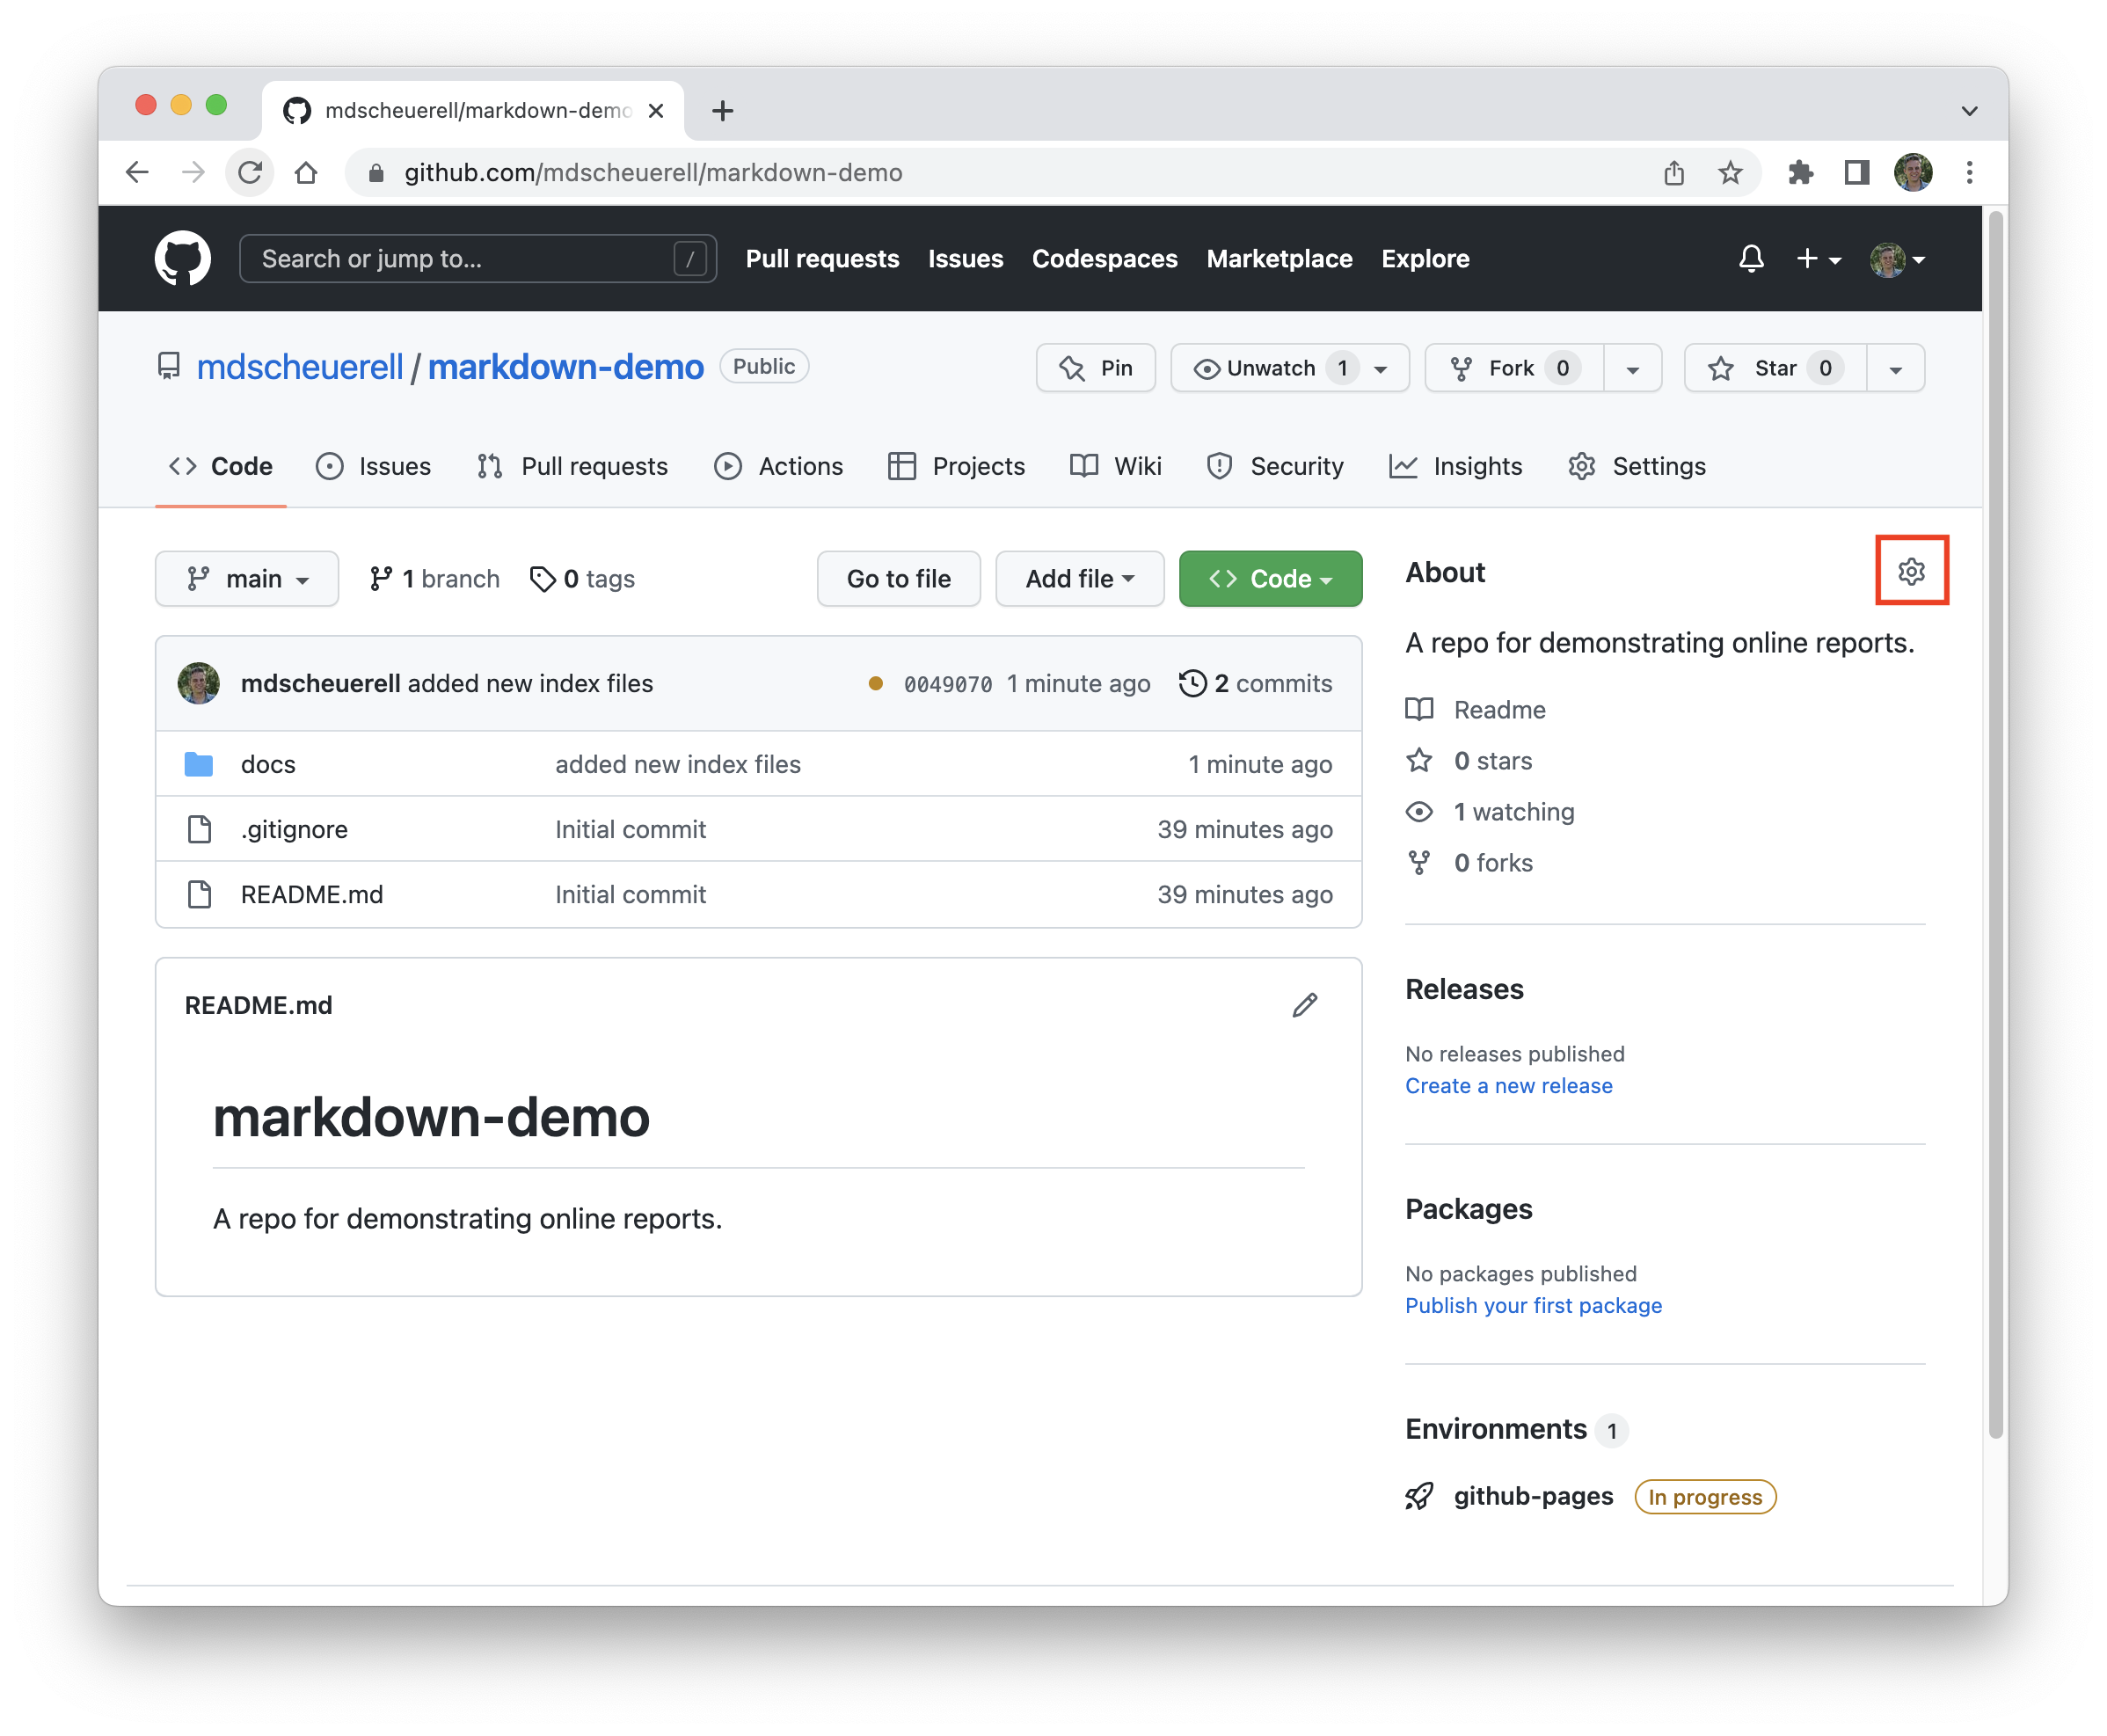 mdscheuerell/markdown-demo
github.com/mdscheuerell/markdown-demo
Search or jump to... /
Pull requests Issues Codespaces Marketplace Explore
mdscheuerell / markdown-demo Public
Pin Unwatch 1 Fork 0 Star 0
Code Issues Pull requests Actions Projects Wiki Security Insights Settings
main 1 branch 0 tags Go to file Add file Code
mdscheuerell added new index files 0049070 1 minute ago 2 commits
docs added new index files 1 minute ago
.gitignore Initial commit 39 minutes ago
README.md Initial commit 39 minutes ago
README.md
markdown-demo
A repo for demonstrating online reports.
About
A repo for demonstrating online reports.
Readme
0 stars
1 watching
0 forks
Releases
No releases published
Create a new release
Packages
No packages published
Publish your first package
Environments 1
github-pages In progress